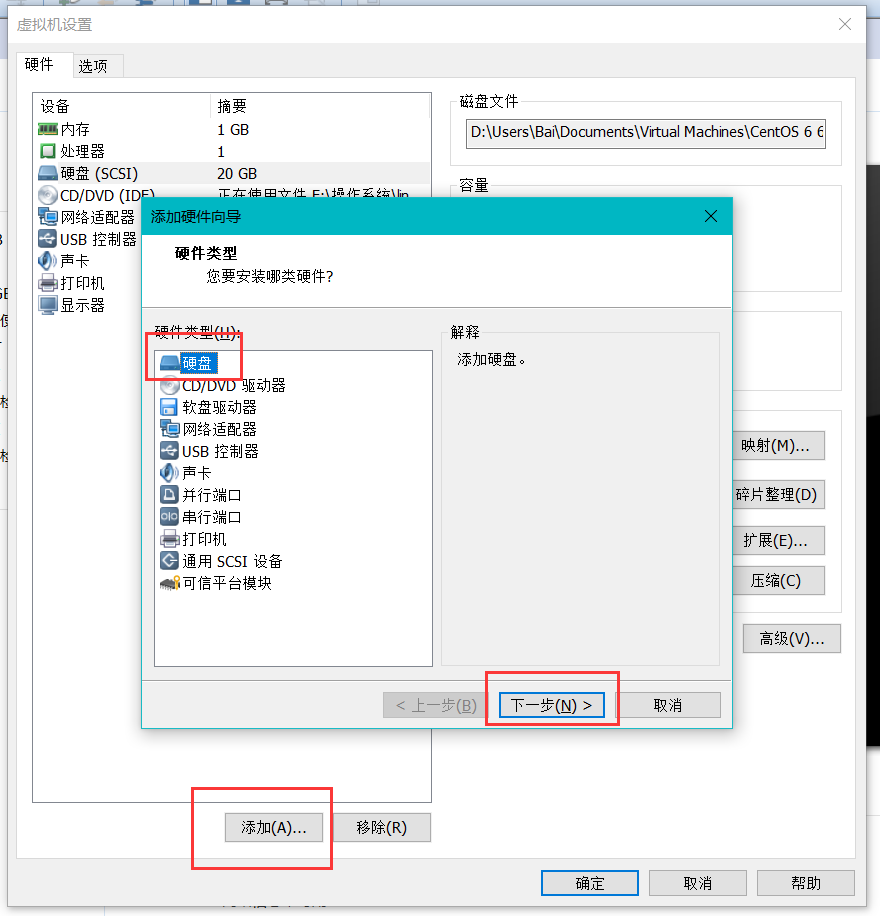 虚拟机设置
硬件
选项
设备 摘要
内存 1 GB
处理器 1
硬盘 (SCSI) 20 GB
CD/DVD (IDE) 正在使用文件 E:\操作系统\lin
网络适配器
USB 控制器
声卡
打印机
显示器
磁盘文件
D:\Users\Bai\Documents\Virtual Machines\CentOS 6 6
容量
添加硬件向导
硬件类型
您要安装哪类硬件?
硬件类型(H):
硬盘
CD/DVD 驱动器
软盘驱动器
网络适配器
USB 控制器
声卡
并行端口
串行端口
打印机
通用 SCSI 设备
可信平台模块
解释
添加硬盘。
< 上一步(B)
下一步(N) >
取消
映射(M)...
碎片整理(D)
扩展(E)...
压缩(C)
高级(V)...
添加(A)...
移除(R)
确定
取消
帮助